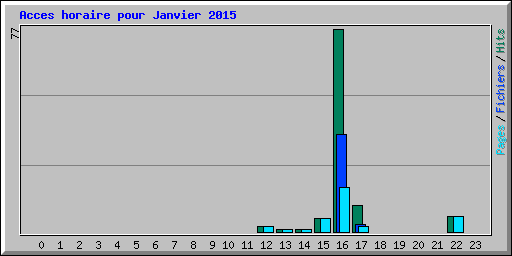 Acces horaire pour Janvier 2015
77
Pages/Fichiers/Hits
0 1 2 3 4 5 6 7 8 9 10 11 12 13 14 15 16 17 18 19 20 21 22 23